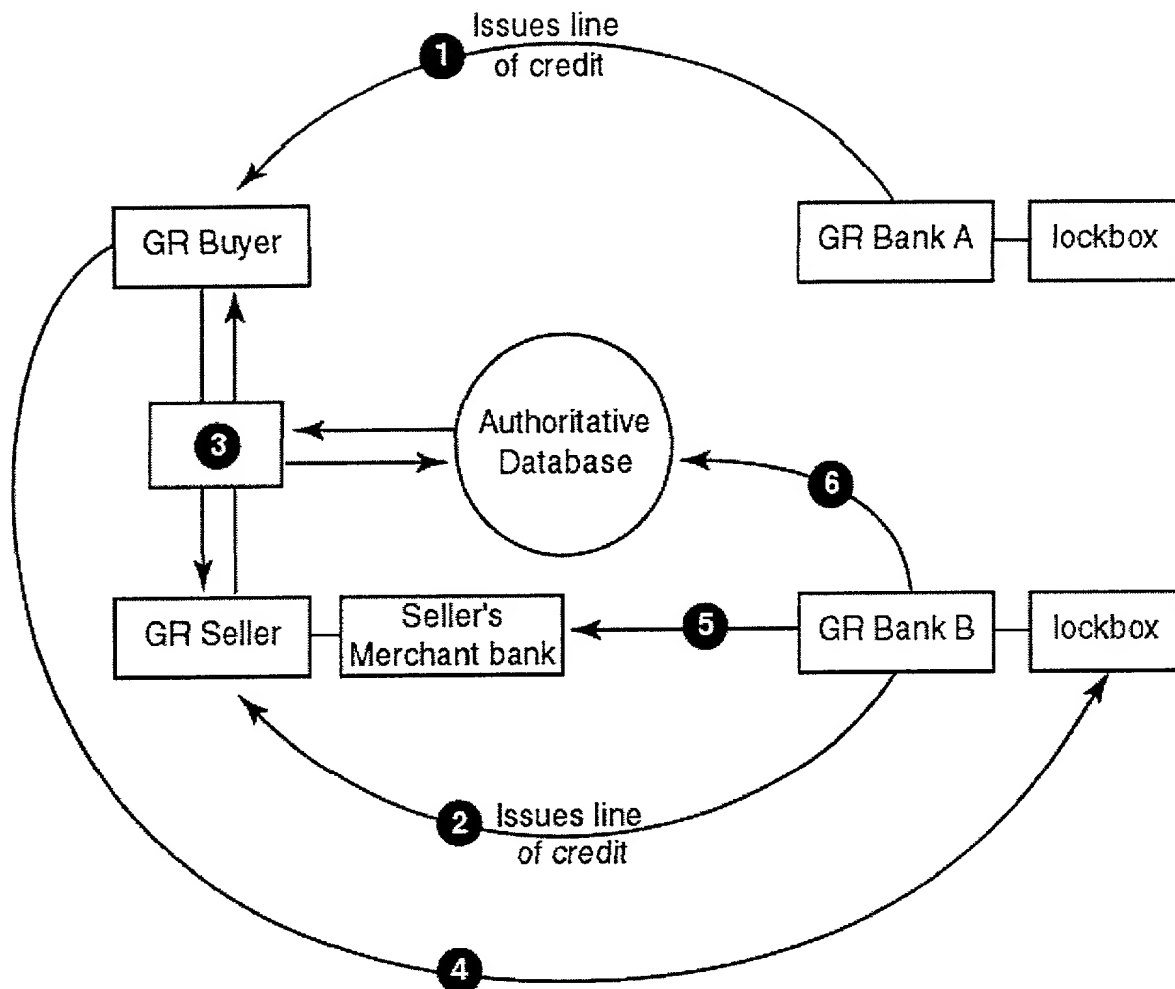 Issues line
1
of credit
GR Buyer
GR Bank A
lockbox
Authoritative
Database
3
6
GR Seller
Seller's
Merchant bank
5
GR Bank B
lockbox
2
Issues line
of credit
4